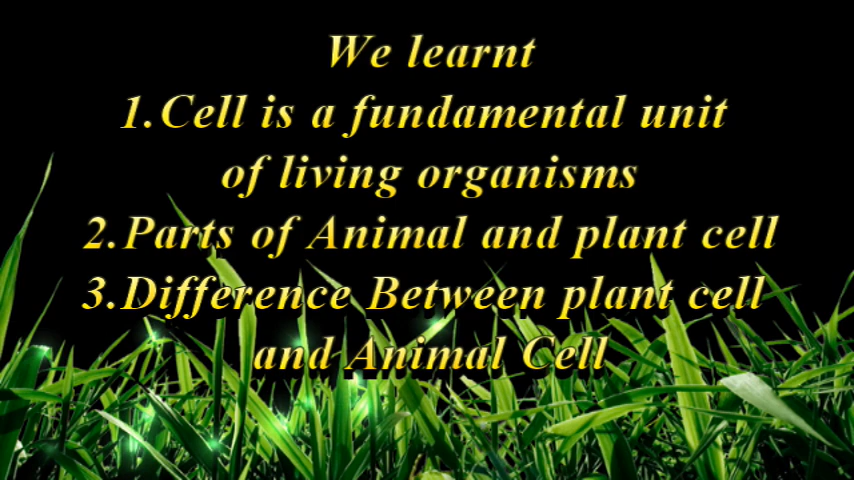 We learnt
1.Cell is a fundamental unit
of living organisms
2.Parts of Animal and plant cell
3.Difference Between plant cell
and Animal Cell